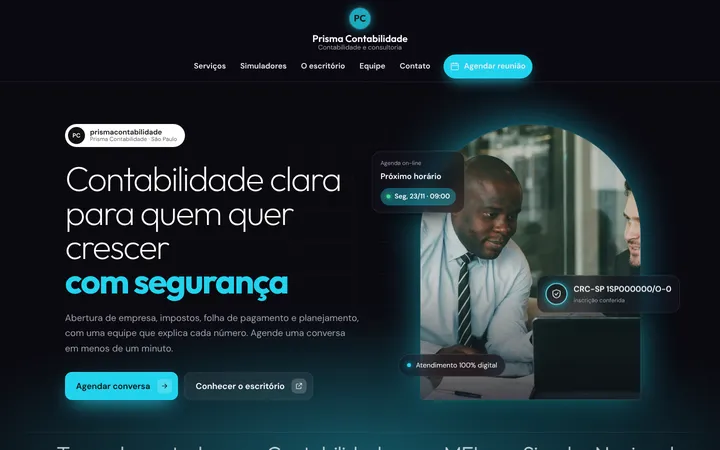 PC
Prisma Contabilidade
Contabilidade e consultoria
Serviços
Simuladores
O escritório
Equipe
Contato
Agendar reunião
PC
prismacontabilidade
Prisma Contabilidade · São Paulo
Contabilidade clara
para quem quer
crescer
com segurança
Abertura de empresa, impostos, folha de pagamento e planejamento,
com uma equipe que explica cada número. Agende uma conversa
em menos de um minuto.
Agendar conversa
Conhecer o escritório
Agenda on-line
Próximo horário
Seg, 23/11 · 09:00
CRC-SP 1SP000000/O-0
inscrição conferida
Atendimento 100% digital